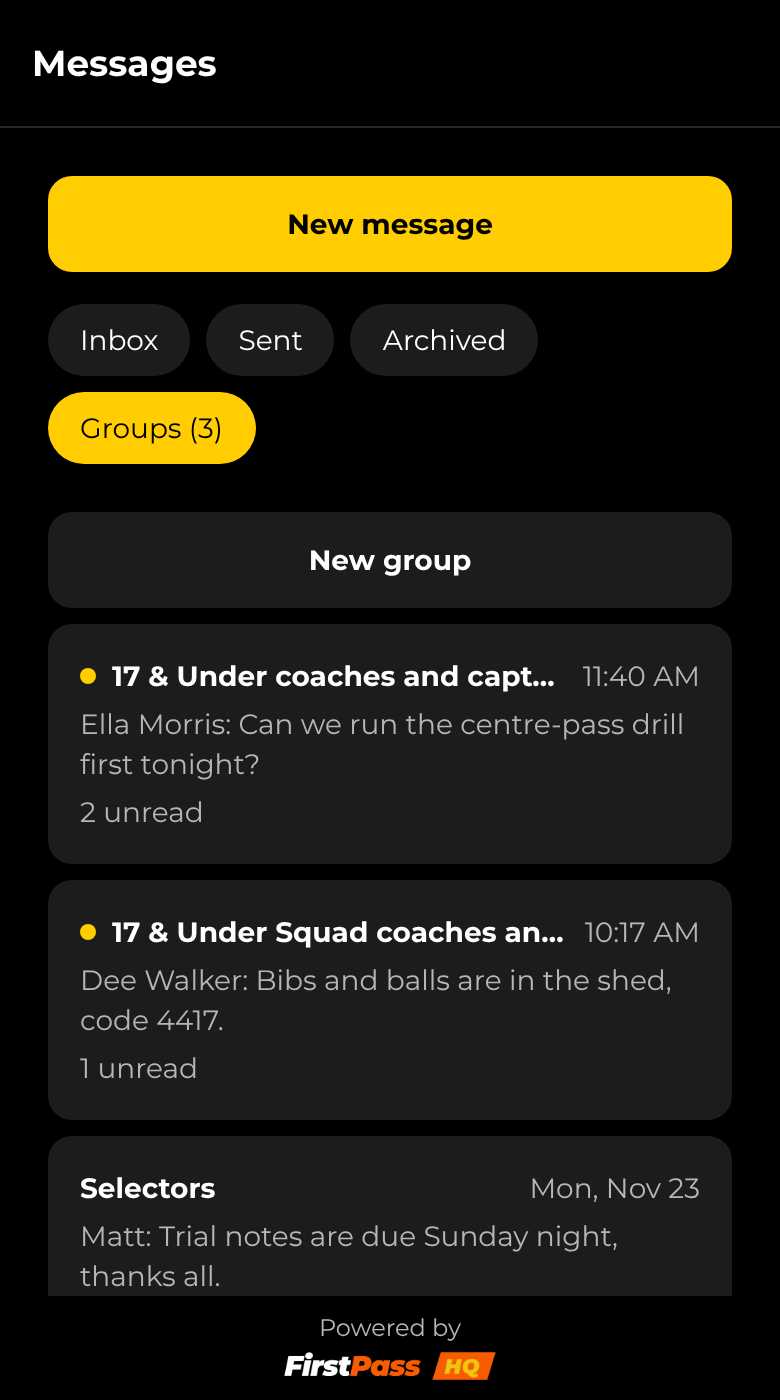 Messages
New message
Inbox
Sent
Archived
Groups (3)
New group
17 & Under coaches and capt... 11:40 AM
Ella Morris: Can we run the centre-pass drill
first tonight?
2 unread
17 & Under Squad coaches an... 10:17 AM
Dee Walker: Bibs and balls are in the shed,
code 4417.
1 unread
Selectors Mon, Nov 23
Matt: Trial notes are due Sunday night,
thanks all.
Powered by
FirstPass HQ